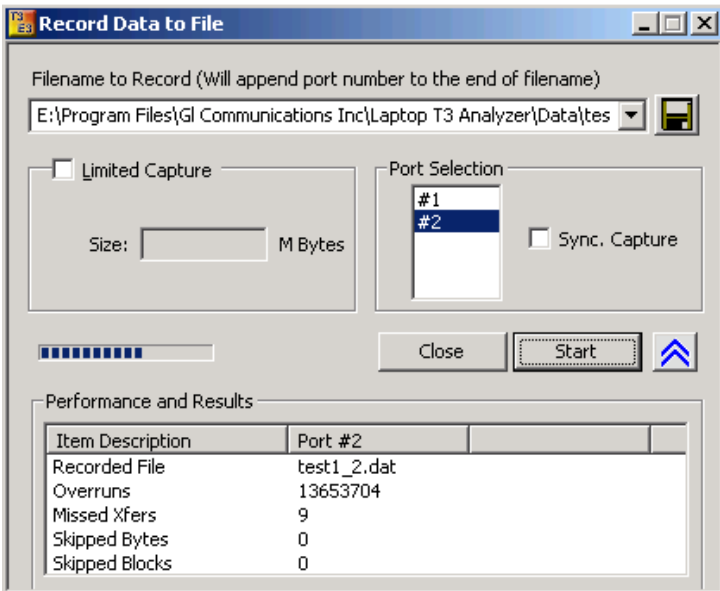 T3
E3
Record Data to File
Filename to Record (Will append port number to the end of filename)
E:\Program Files\Gl Communications Inc\Laptop T3 Analyzer\Data\tes
Limited Capture
Size:
M Bytes
Port Selection
#1
#2
Sync. Capture
Close
Start
Performance and Results
Item Description Port #2
Recorded File test1_2.dat
Overruns 13653704
Missed Xfers 9
Skipped Bytes 0
Skipped Blocks 0